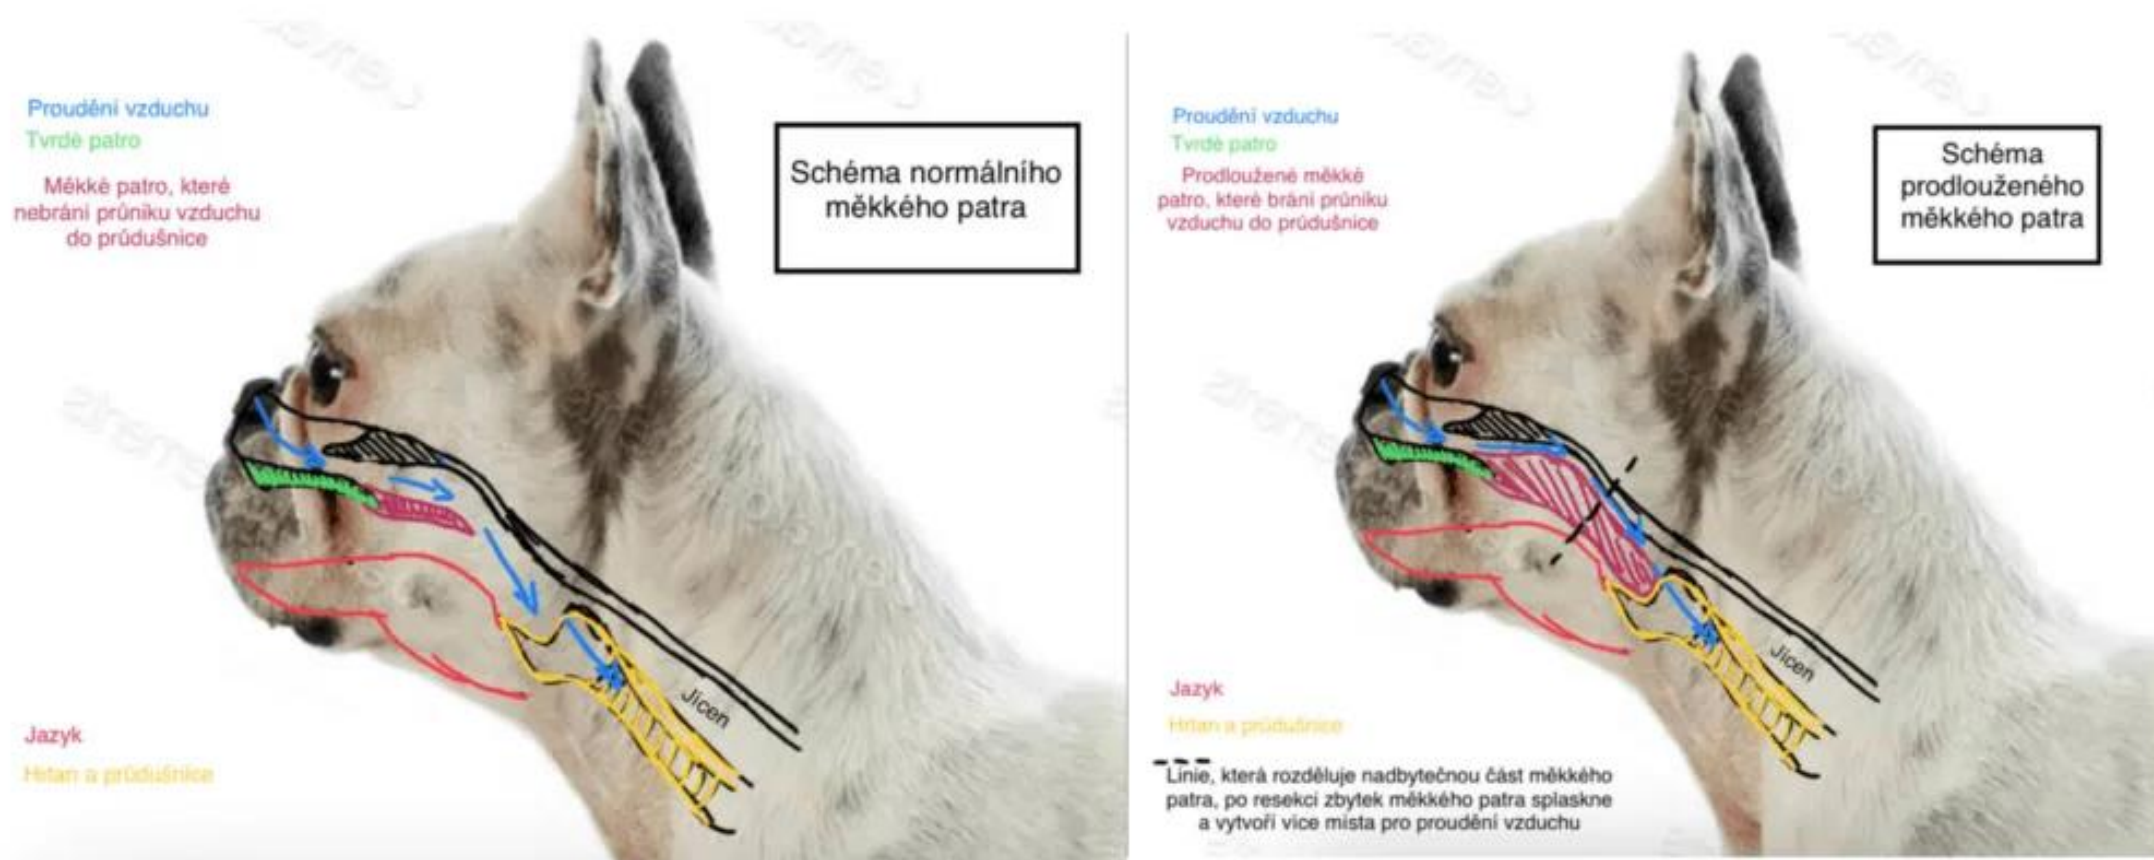 Proudění vzduchu
Tvrdé patro
Měkké patro, které
nebrání průniku vzduchu
do průdušnice
Schéma normálního
měkkého patra
Jícen
Jazyk
Hrtan a průdušnice
Proudění vzduchu
Tvrdé patro
Prodloužené měkké
patro, které brání průniku
vzduchu do průdušnice
Schéma
prodlouženého
měkkého patra
Jícen
Jazyk
Hrtan a průdušnice
Linie, která rozděluje nadbytečnou část měkkého
patra, po resekci zbytek měkkého patra splaskne
a vytvoří více místa pro proudění vzduchu